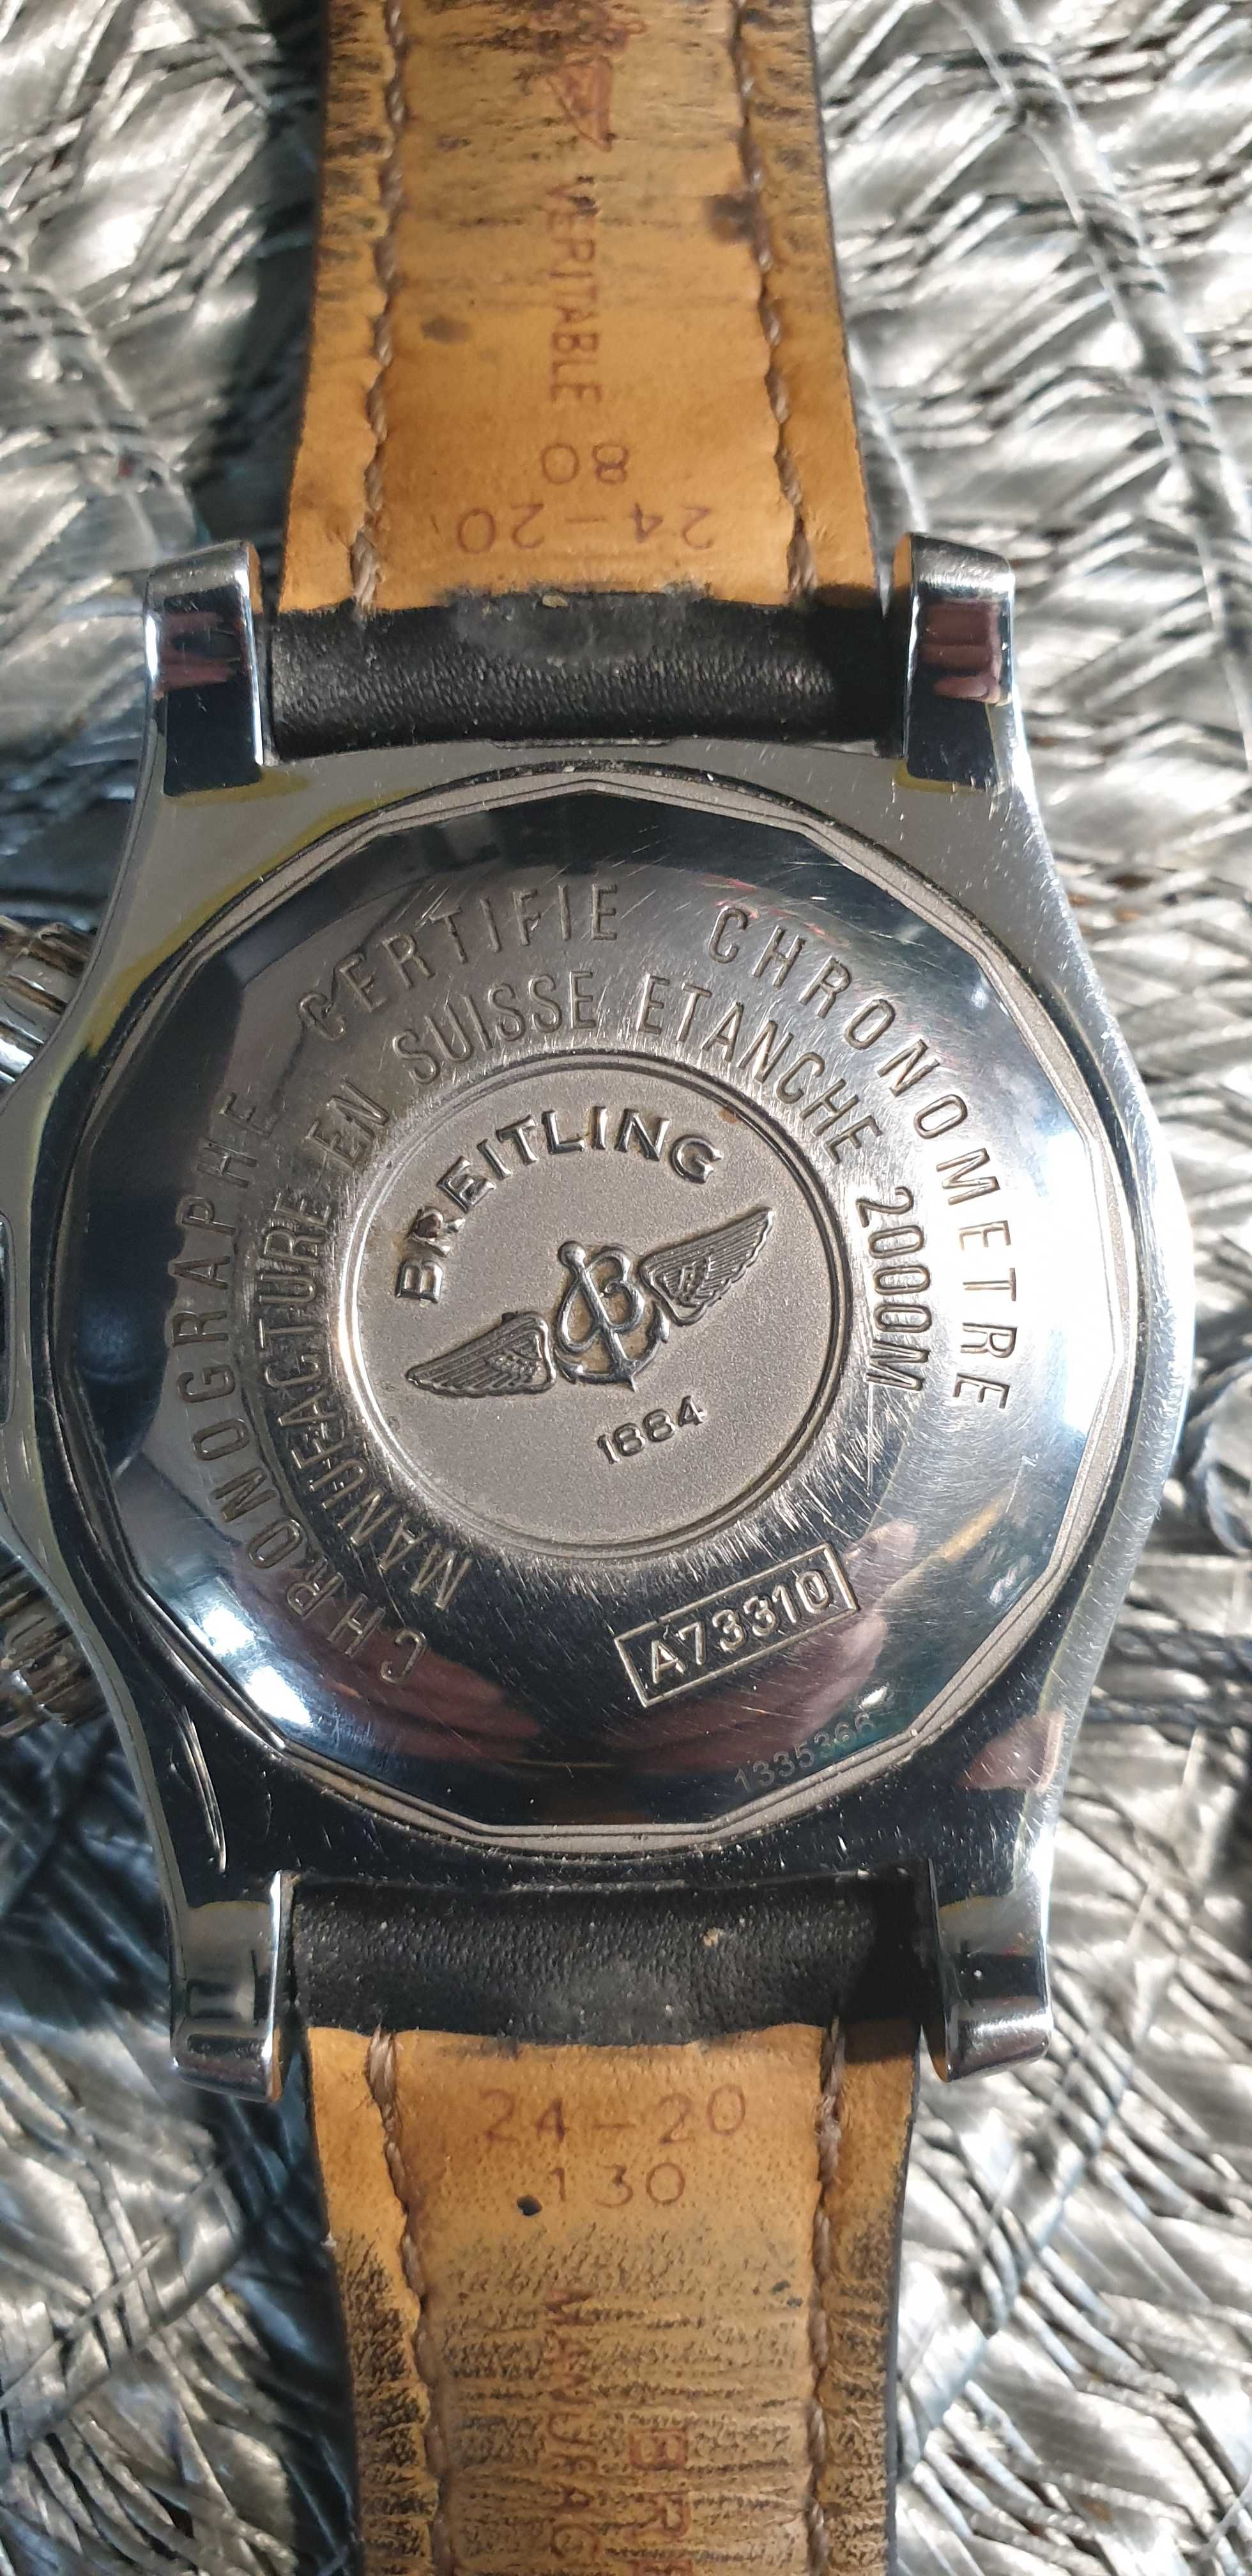 VERITABLE
80
24-20
CHRONOGRAPHE CERTIFIE CHRONOMETRE
MANUFACTURE EN SUISSE ETANCHE 2000M
BREITLING
B
1884
A73310
1335366
24-20
130